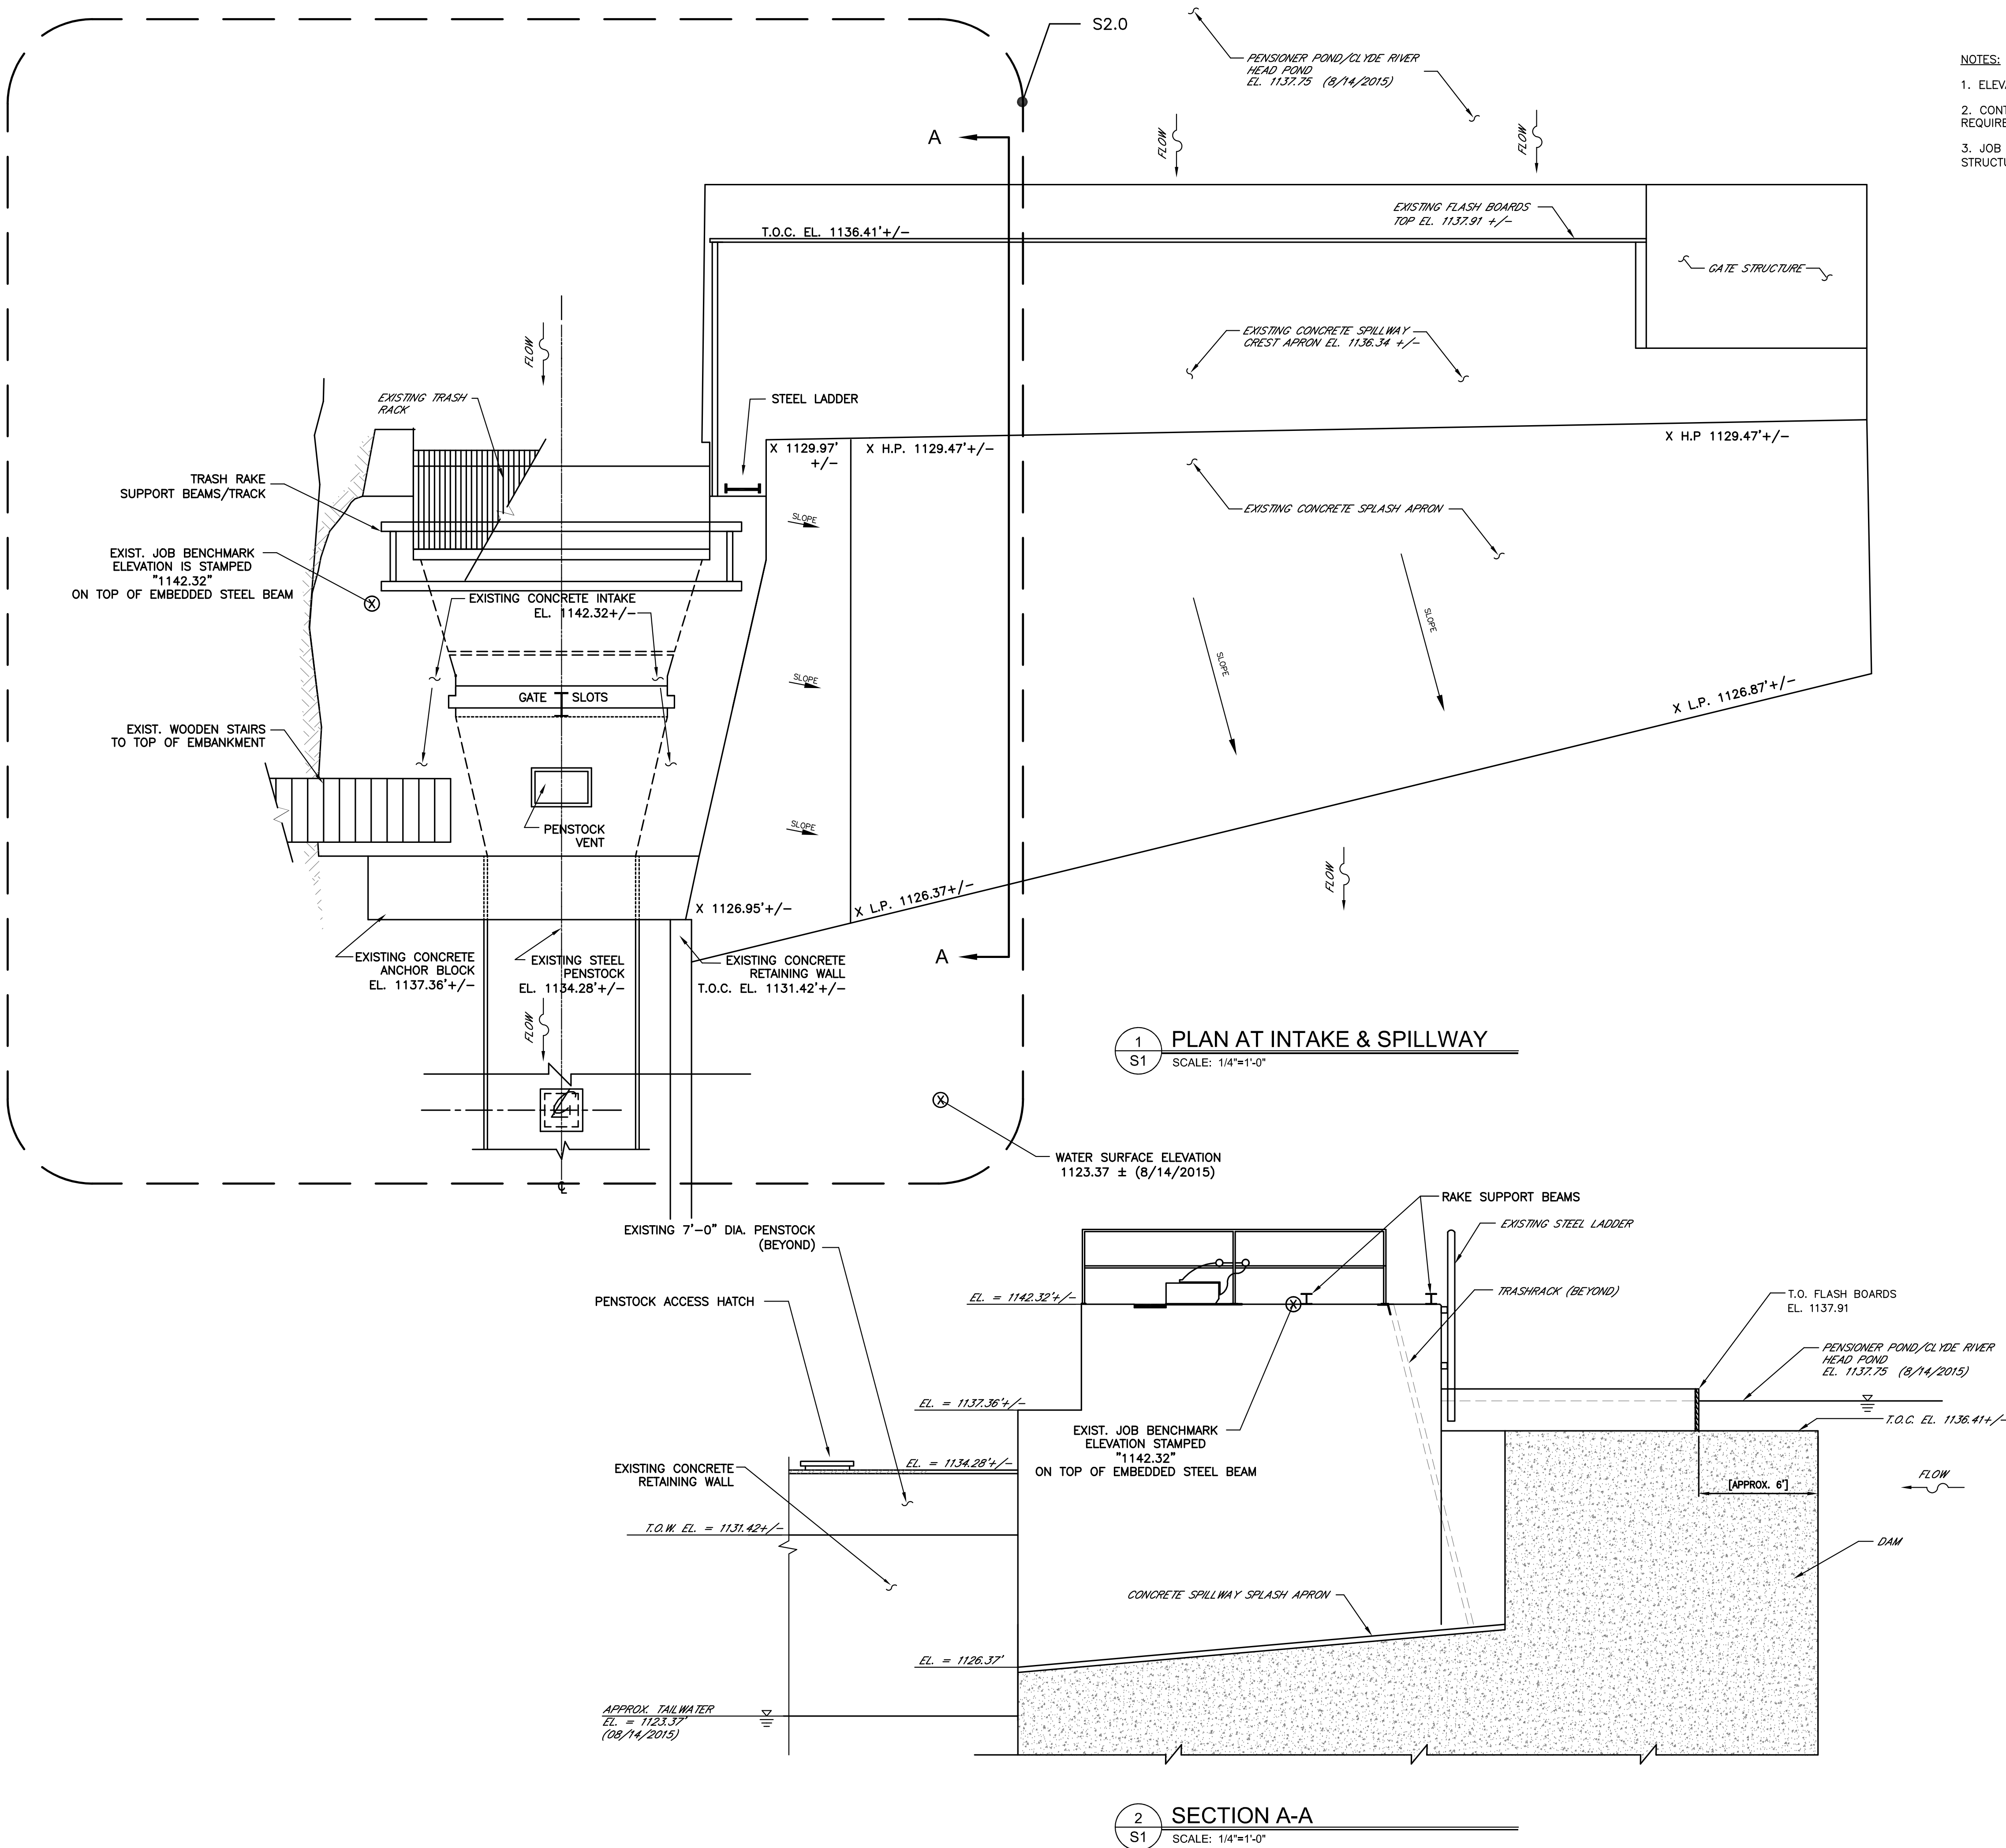 S2.0
PENSIONER POND/CLYDE RIVER
HEAD POND
EL. 1137.75 (8/14/2015)
NOTES:
1. ELEVA
2. CONT
REQUIRE
3. JOB
STRUCTU
A
FLOW
FLOW
EXISTING FLASH BOARDS
TOP EL. 1137.91 +/-
T.O.C. EL. 1136.41'+/-
GATE STRUCTURE
FLOW
EXISTING CONCRETE SPILLWAY
CREST APRON EL. 1136.34 +/-
EXISTING TRASH
RACK
STEEL LADDER
X 1129.97'
+/-
X H.P. 1129.47'+/-
X H.P 1129.47'+/-
TRASH RAKE
SUPPORT BEAMS/TRACK
SLOPE
EXISTING CONCRETE SPLASH APRON
EXIST. JOB BENCHMARK
ELEVATION IS STAMPED
"1142.32"
ON TOP OF EMBEDDED STEEL BEAM
EXISTING CONCRETE INTAKE
EL. 1142.32+/-
SLOPE
SLOPE
SLOPE
GATE SLOTS
X L.P. 1126.87'+/-
EXIST. WOODEN STAIRS
TO TOP OF EMBANKMENT
PENSTOCK
VENT
SLOPE
FLOW
X 1126.95'+/-
X L.P. 1126.37+/-
EXISTING CONCRETE
ANCHOR BLOCK
EL. 1137.36'+/-
EXISTING STEEL
PENSTOCK
EL. 1134.28'+/-
EXISTING CONCRETE
RETAINING WALL
T.O.C. EL. 1131.42'+/-
A
FLOW
1
S1
PLAN AT INTAKE & SPILLWAY
SCALE: 1/4"=1'-0"
WATER SURFACE ELEVATION
1123.37 ± (8/14/2015)
℄
EXISTING 7'-0" DIA. PENSTOCK
(BEYOND)
RAKE SUPPORT BEAMS
EXISTING STEEL LADDER
PENSTOCK ACCESS HATCH
EL. = 1142.32'+/-
TRASHRACK (BEYOND)
T.O. FLASH BOARDS
EL. 1137.91
PENSIONER POND/CLYDE RIVER
HEAD POND
EL. 1137.75 (8/14/2015)
EL. = 1137.36'+/-
T.O.C. EL. 1136.41+/-
EXIST. JOB BENCHMARK
ELEVATION STAMPED
"1142.32"
ON TOP OF EMBEDDED STEEL BEAM
EXISTING CONCRETE
RETAINING WALL
EL. = 1134.28'+/-
[APPROX. 6']
FLOW
T.O.W. EL. = 1131.42+/-
DAM
CONCRETE SPILLWAY SPLASH APRON
EL. = 1126.37'
APPROX. TAILWATER
EL. = 1123.37'
(08/14/2015)
2
S1
SECTION A-A
SCALE: 1/4"=1'-0"